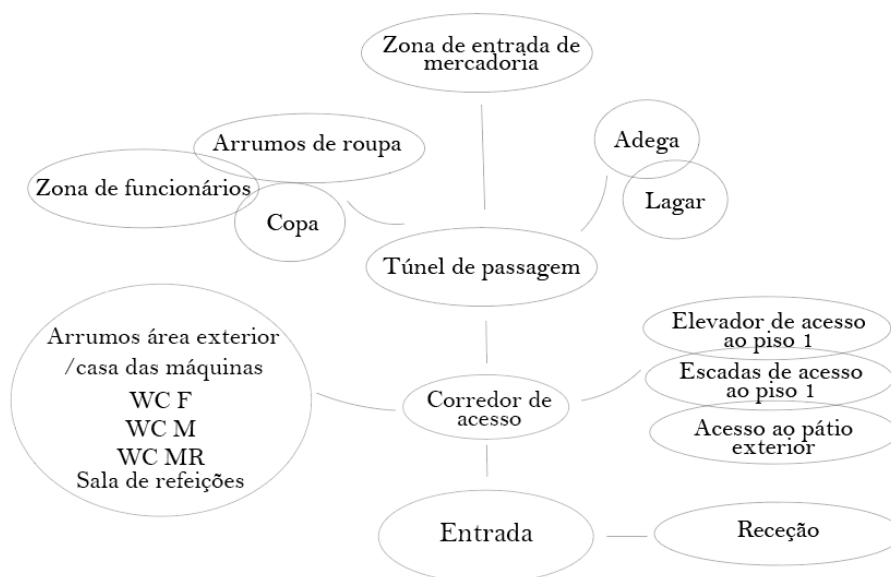 Zona de entrada de
mercadoria
Arrumos de roupa
Adega
Zona de funcionários
Copa
Lagar
Túnel de passagem
Arrumos área exterior
/casa das máquinas
WC F
WC M
WC MR
Sala de refeições
Elevador de acesso
ao piso 1
Escadas de acesso
ao piso 1
Corredor de
acesso
Acesso ao pátio
exterior
Entrada
Receção